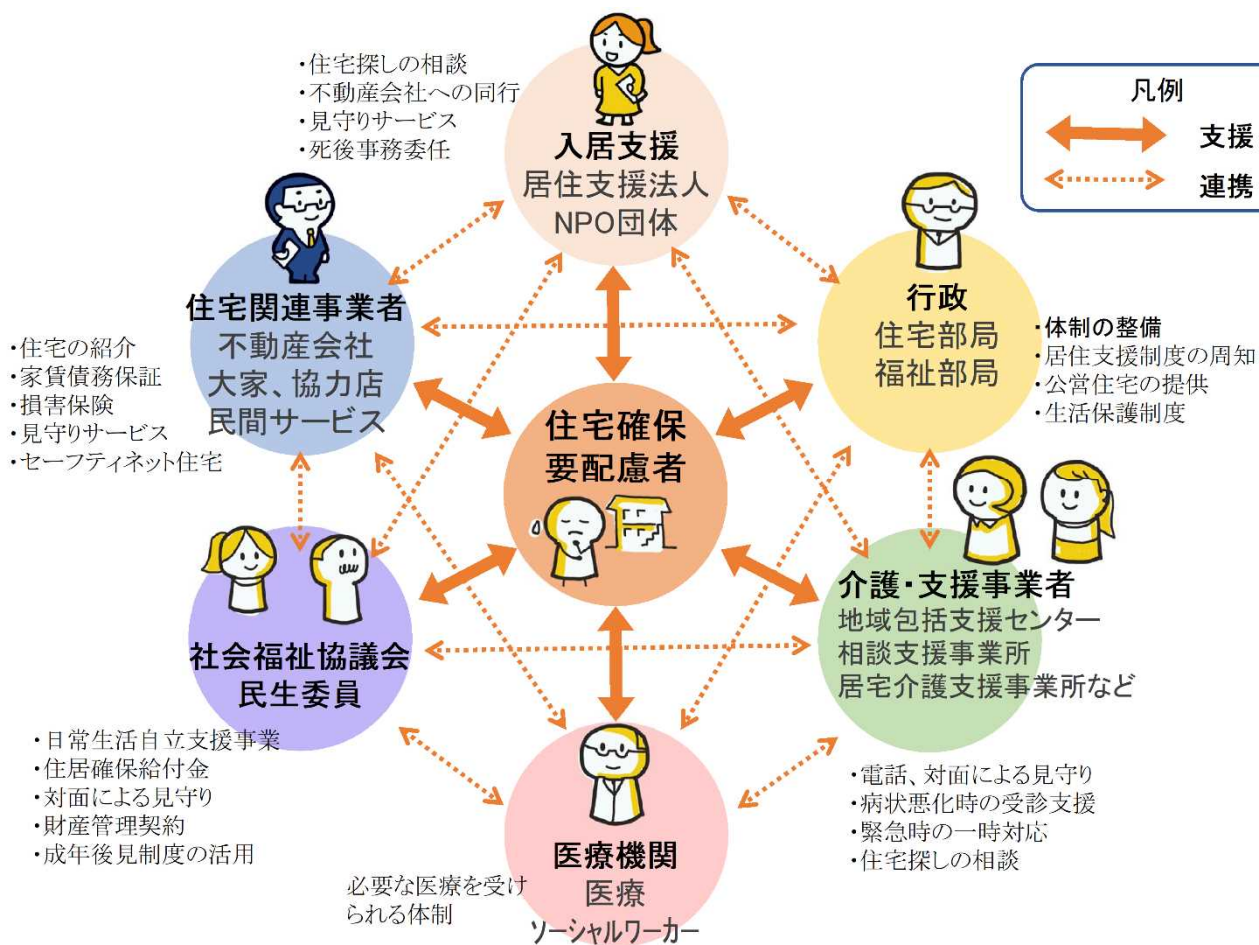 ・住宅探しの相談
・不動産会社への同行
・見守りサービス
・死後事務委任
入居支援
居住支援法人
NPO団体
凡例
支援
連携
住宅関連事業者
不動産会社
大家、協力店
民間サービス
・住宅の紹介
・家賃債務保証
・損害保険
・見守りサービス
・セーフティネット住宅
行政
住宅部局
福祉部局
・体制の整備
・居住支援制度の周知
・公営住宅の提供
・生活保護制度
住宅確保
要配慮者
社会福祉協議会
民生委員
・日常生活自立支援事業
・住居確保給付金
・対面による見守り
・財産管理契約
・成年後見制度の活用
介護・支援事業者
地域包括支援センター
相談支援事業所
居宅介護支援事業所など
・電話、対面による見守り
・病状悪化時の受診支援
・緊急時の一時対応
・住宅探しの相談
医療機関
医療
ソーシャルワーカー
必要な医療を受け
られる体制